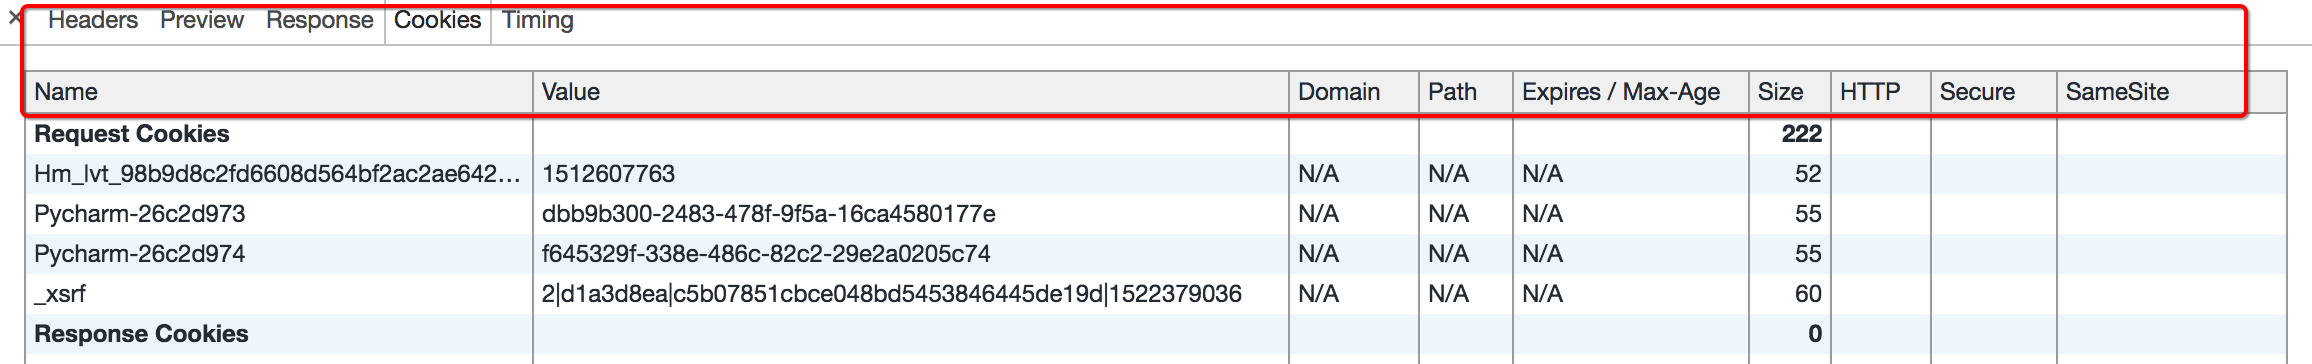 × Headers Preview Response Cookies Timing
Name Value Domain Path Expires / Max-Age Size HTTP Secure SameSite
Request Cookies 222
Hm_lvt_98b9d8c2fd6608d564bf2ac2ae642... 1512607763 N/A N/A N/A 52
Pycharm-26c2d973 dbb9b300-2483-478f-9f5a-16ca4580177e N/A N/A N/A 55
Pycharm-26c2d974 f645329f-338e-486c-82c2-29e2a0205c74 N/A N/A N/A 55
_xsrf 2|d1a3d8ea|c5b07851cbce048bd5453846445de19d|1522379036 N/A N/A N/A 60
Response Cookies 0